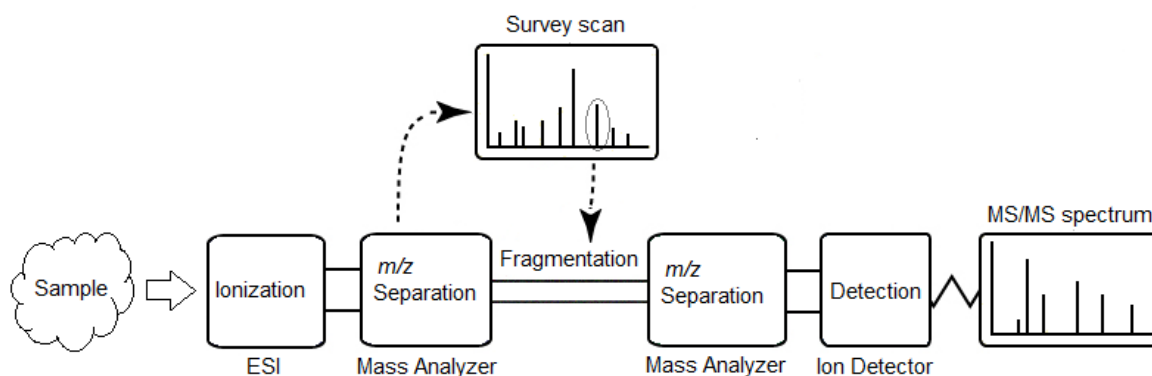 Survey scan
MS/MS spectrum
Sample
Ionization
m/z
Separation
Fragmentation
m/z
Separation
Detection
ESI
Mass Analyzer
Mass Analyzer
Ion Detector